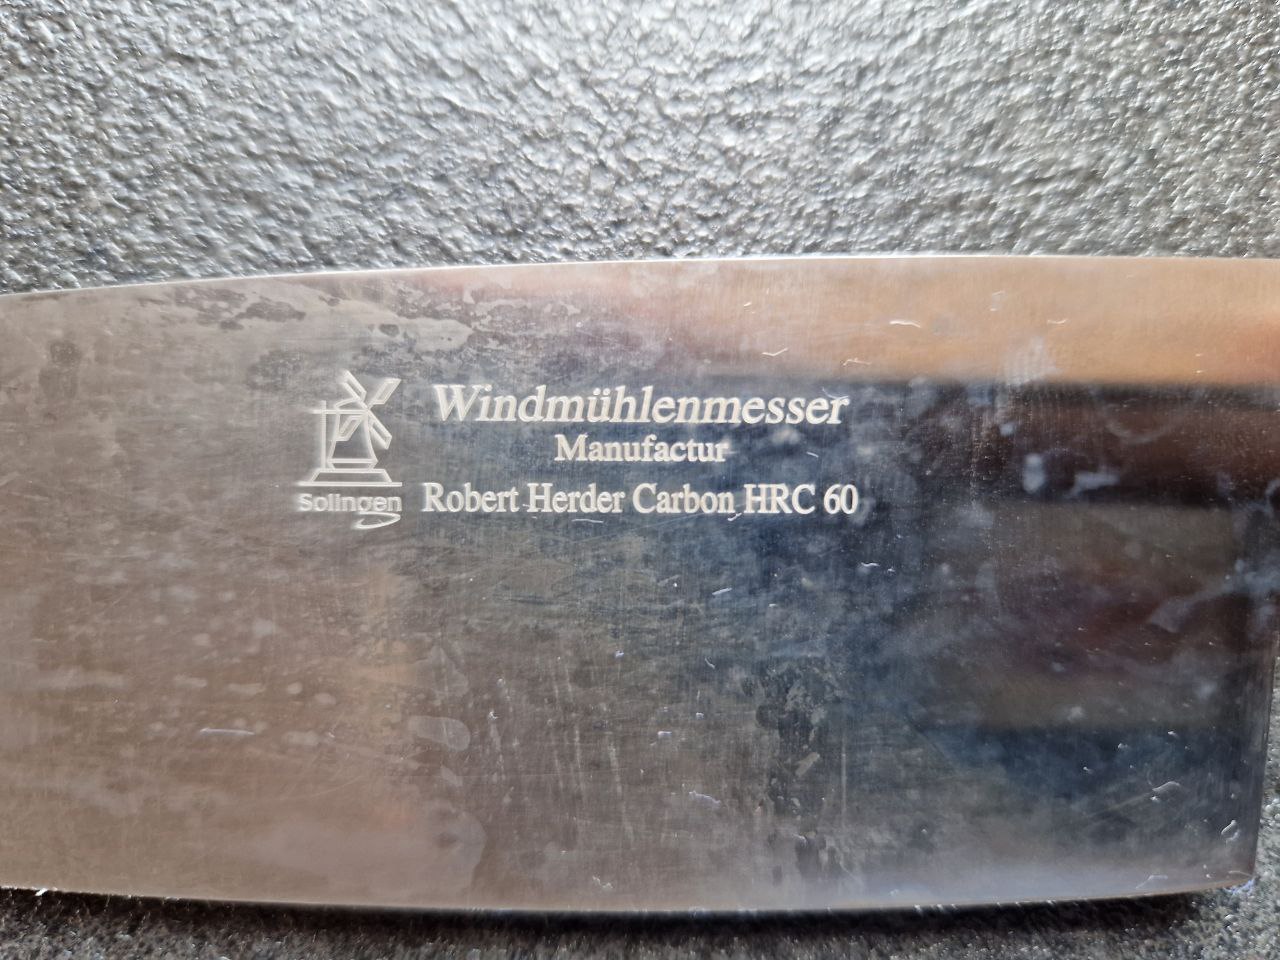 Windmühlenmesser
Manufactur
Solingen
Robert Herder Carbon HRC 60